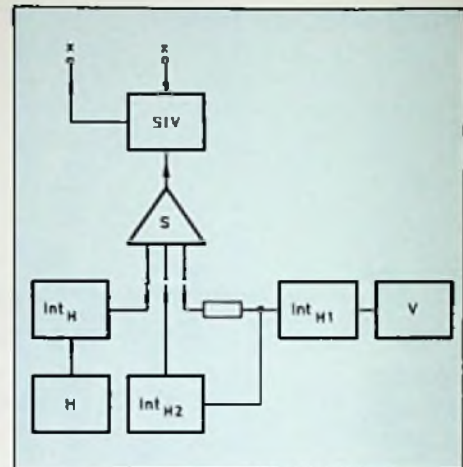 x x
SIV
S
Int H
Int H1
V
H
Int H2